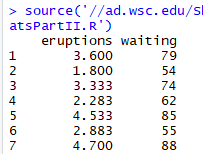 > source('//ad.wsc.edu/Sh
atsPartII.R')
eruptions waiting
1 3.600 79
2 1.800 54
3 3.333 74
4 2.283 62
5 4.533 85
6 2.883 55
7 4.700 88